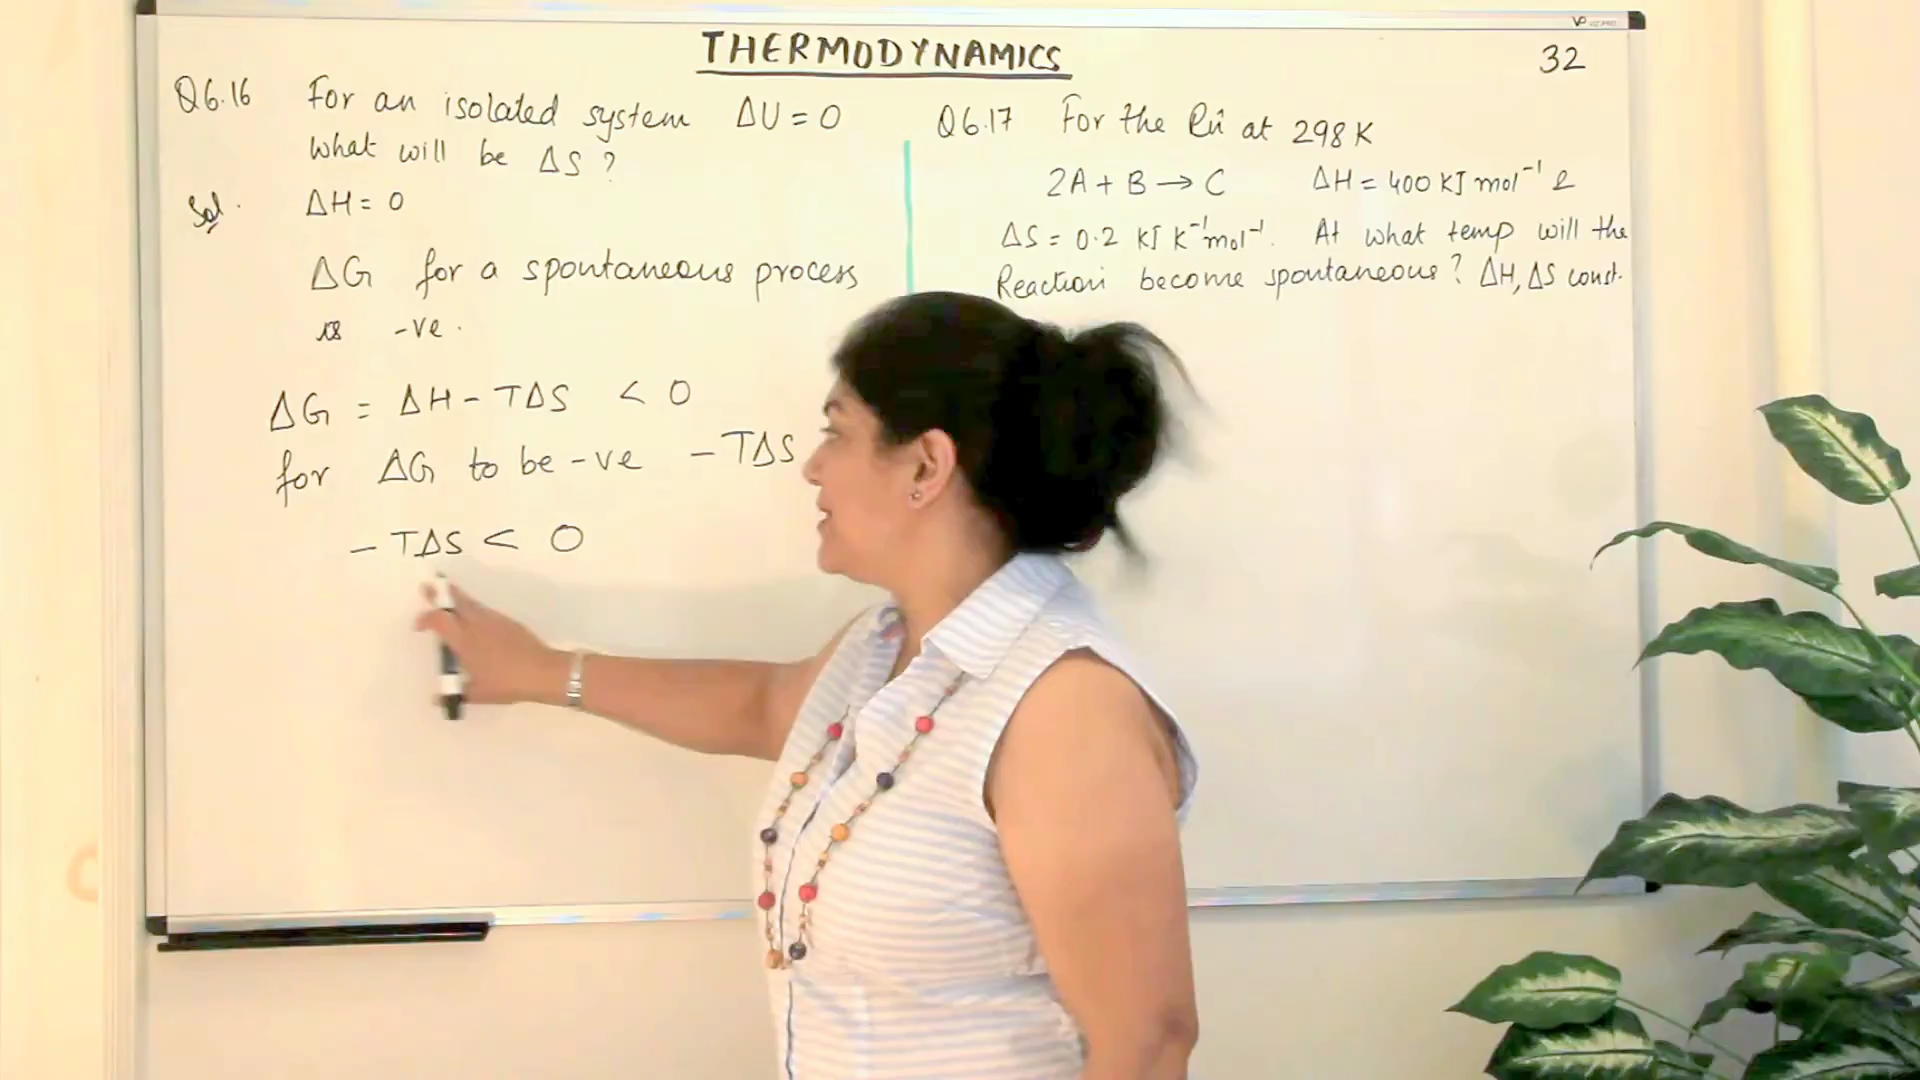 THERMODYNAMICS
32
Q6.16 For an isolated system ΔU = 0
What will be ΔS ?
Sol. ΔH = 0
ΔG for a spontaneous process
is -ve.
ΔG = ΔH - TΔS < 0
for ΔG to be -ve - TΔS
- TΔS < 0
Q6.17 For the at 298 K
2A + B → C ΔH = 400 KJ mol⁻¹ &
ΔS = 0.2 KJ K⁻¹ mol⁻¹. At what temp will the
Reaction become spontaneous? ΔH, ΔS const.